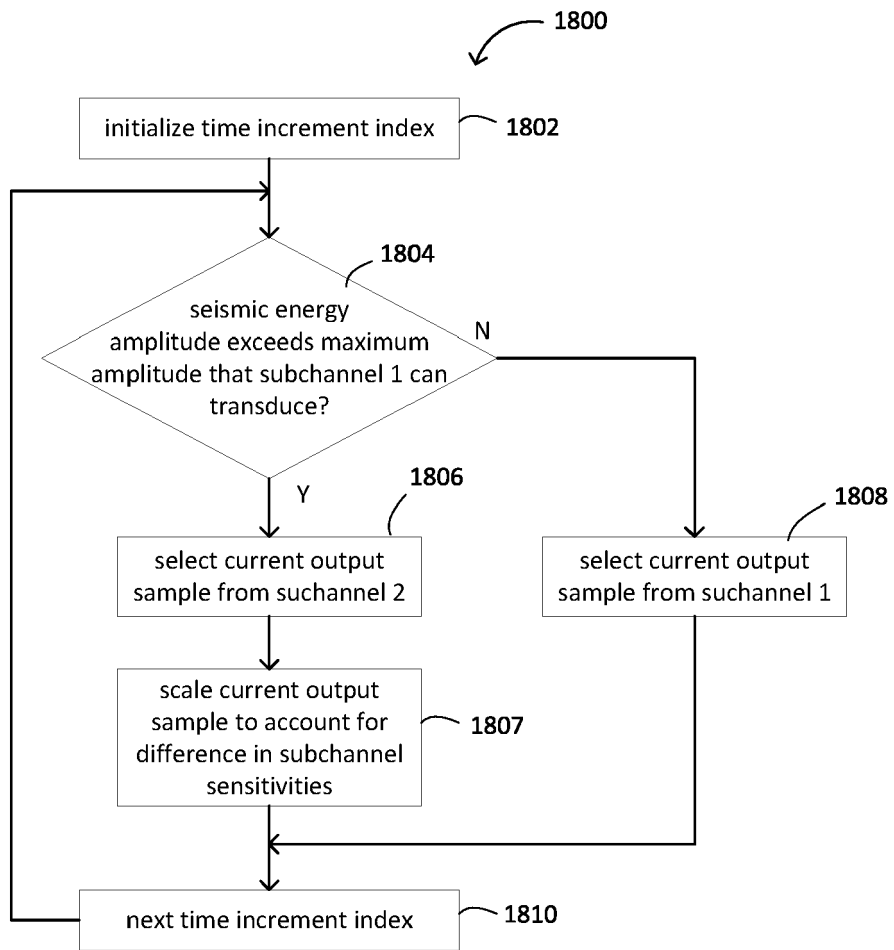 1800
initialize time increment index
1802
1804
seismic energy
amplitude exceeds maximum
amplitude that subchannel 1 can
transduce?
N
Y
1806
select current output
sample from suchannel 2
1808
select current output
sample from suchannel 1
scale current output
sample to account for
difference in subchannel
sensitivities
1807
next time increment index
1810